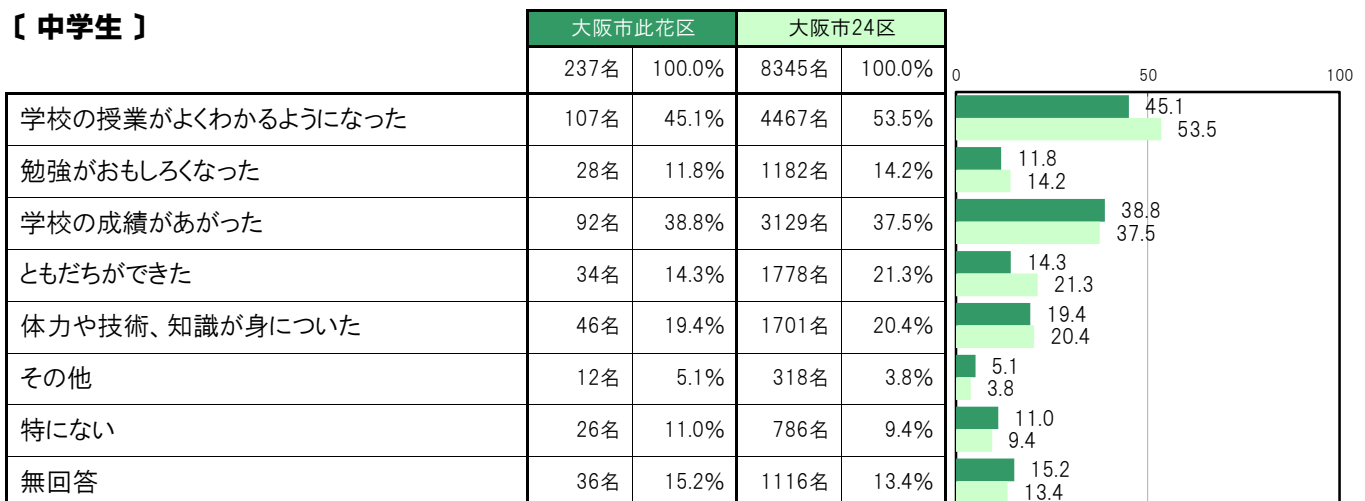 〔 中学生 〕
大阪市此花区 大阪市24区
237名 100.0% 8345名 100.0%
0 50 100
学校の授業がよくわかるようになった 107名 45.1% 4467名 53.5% 45.1
53.5
勉強がおもしろくなった 28名 11.8% 1182名 14.2% 11.8
14.2
学校の成績があがった 92名 38.8% 3129名 37.5% 38.8
37.5
ともだちができた 34名 14.3% 1778名 21.3% 14.3
21.3
体力や技術、知識が身についた 46名 19.4% 1701名 20.4% 19.4
20.4
その他 12名 5.1% 318名 3.8% 5.1
3.8
特にない 26名 11.0% 786名 9.4% 11.0
9.4
無回答 36名 15.2% 1116名 13.4% 15.2
13.4